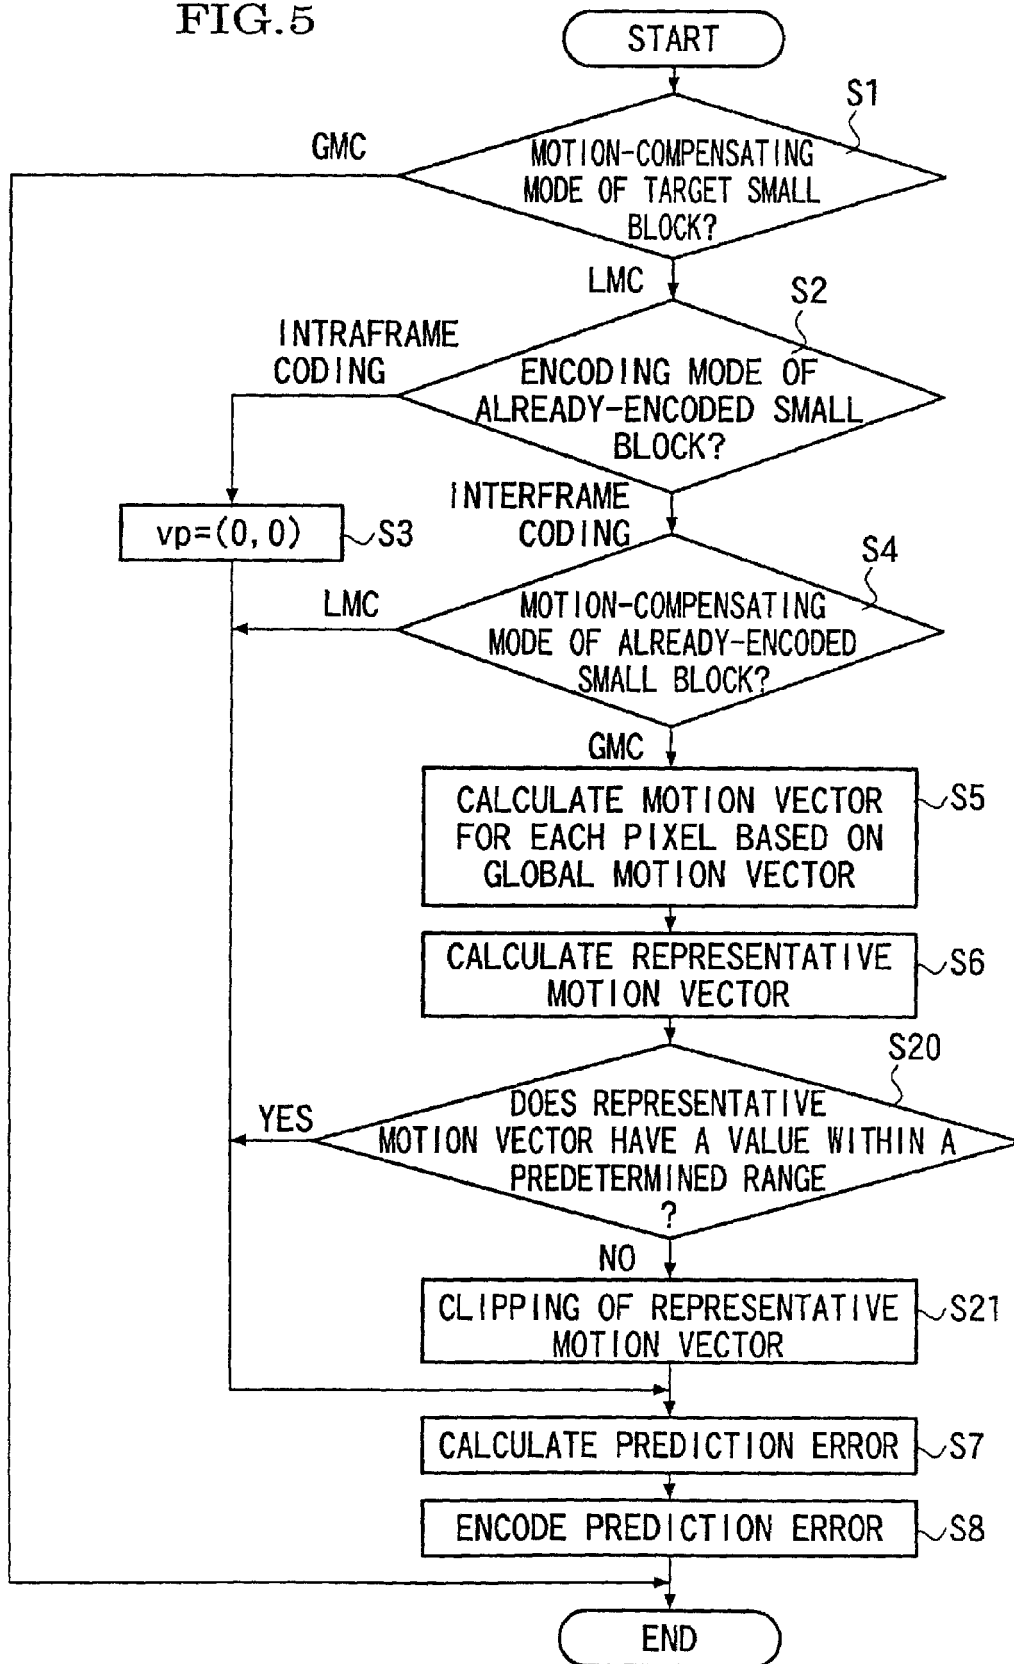 FIG.5
START
S1
GMC
MOTION-COMPENSATING
MODE OF TARGET SMALL
BLOCK?
LMC
S2
INTRAFRAME
CODING
ENCODING MODE OF
ALREADY-ENCODED SMALL
BLOCK?
INTERFRAME
CODING
vp=(0,0)
S3
S4
LMC
MOTION-COMPENSATING
MODE OF ALREADY-ENCODED
SMALL BLOCK?
GMC
CALCULATE MOTION VECTOR
FOR EACH PIXEL BASED ON
GLOBAL MOTION VECTOR
S5
CALCULATE REPRESENTATIVE
MOTION VECTOR
S6
S20
YES
DOES REPRESENTATIVE
MOTION VECTOR HAVE A VALUE WITHIN A
PREDETERMINED RANGE
?
NO
CLIPPING OF REPRESENTATIVE
MOTION VECTOR
S21
CALCULATE PREDICTION ERROR
S7
ENCODE PREDICTION ERROR
S8
END